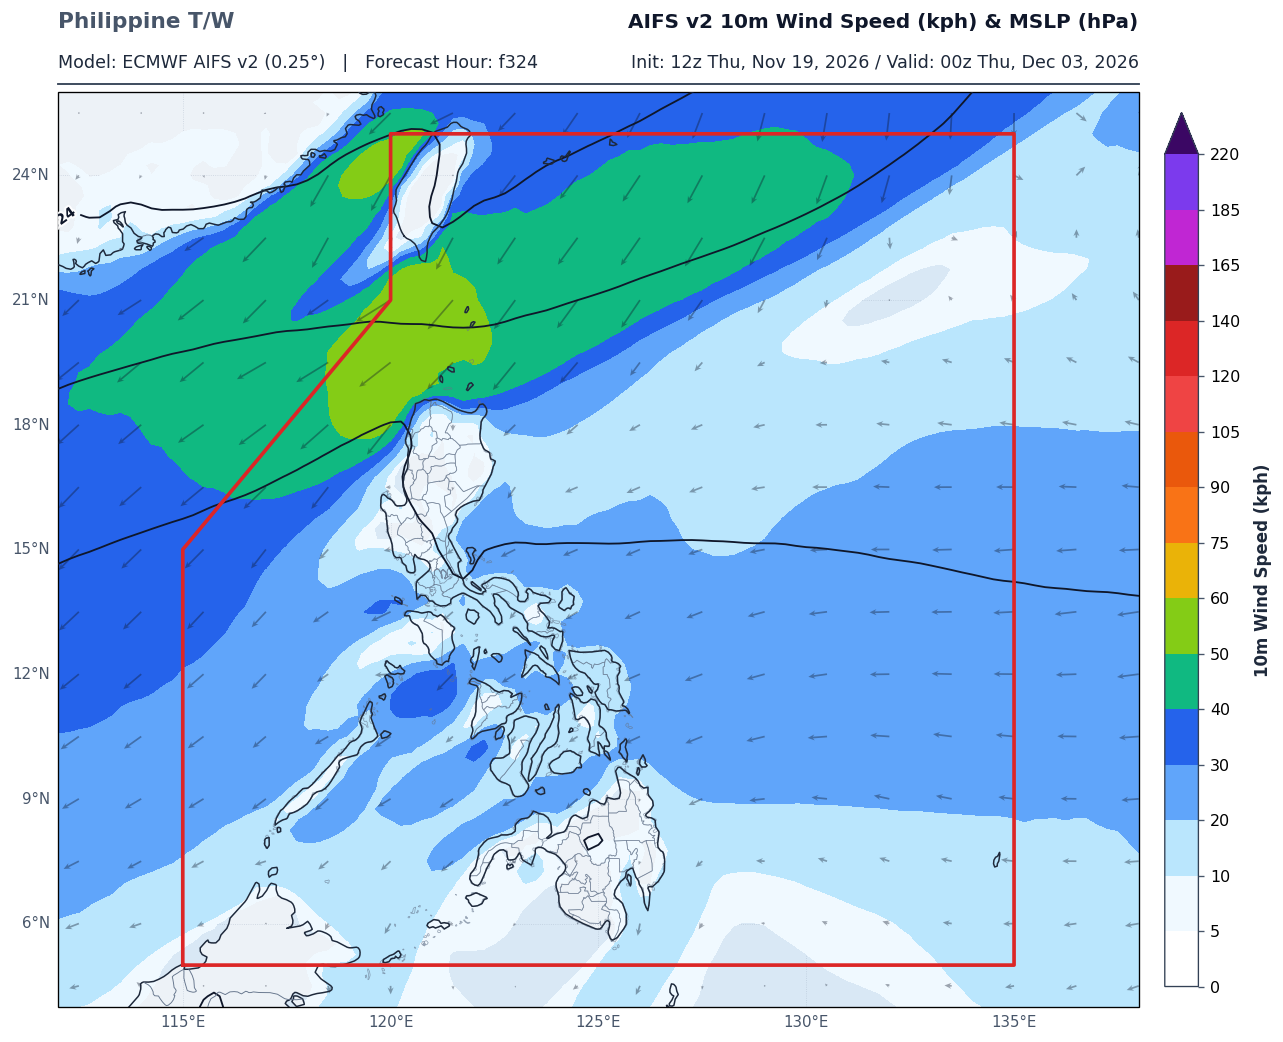 Philippine T/W
AIFS v2 10m Wind Speed (kph) & MSLP (hPa)
Model: ECMWF AIFS v2 (0.25°) | Forecast Hour: f324
Init: 12z Thu, Nov 19, 2026 / Valid: 00z Thu, Dec 03, 2026
24°N
21°N
18°N
15°N
12°N
9°N
6°N
24
115°E
120°E
125°E
130°E
135°E
220
185
165
140
120
105
90
75
60
50
40
30
20
10
5
0
10m Wind Speed (kph)